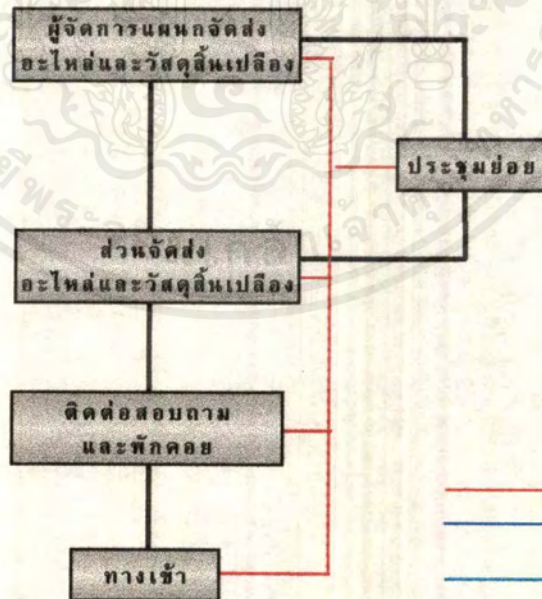 ผู้จัดการแผนกจัดส่ง
อะไหล่และวัสดุสิ้นเปลือง
ประชุมย่อย
ส่วนจัดส่ง
อะไหล่และวัสดุสิ้นเปลือง
ติดต่อสอบถาม
และพักคอย
ทางเข้า